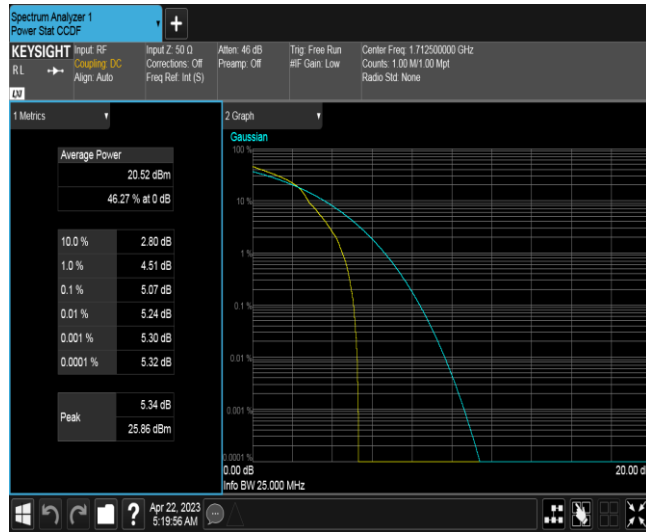 Spectrum Analyzer 1
Power Stat CCDF
KEYSIGHT
RL
LXI
Input: RF
Coupling: DC
Align: Auto
Input Z: 50 Ω
Corrections: Off
Freq Ref: Int (S)
Atten: 46 dB
Preamp: Off
Trig: Free Run
#IF Gain: Low
Center Freq: 1.712500000 GHz
Counts: 1.00 M/1.00 Mpt
Radio Std: None
1 Metrics
Average Power
20.52 dBm
46.27 % at 0 dB
10.0 % 2.80 dB
1.0 % 4.51 dB
0.1 % 5.07 dB
0.01 % 5.24 dB
0.001 % 5.30 dB
0.0001 % 5.32 dB
Peak
5.34 dB
25.86 dBm
2 Graph
Gaussian
100 %
10 %
1 %
0.1 %
0.01 %
0.001 %
0.0001 %
0.00 dB
20.00 d
Info BW 25.000 MHz
Apr 22, 2023
5:19:56 AM